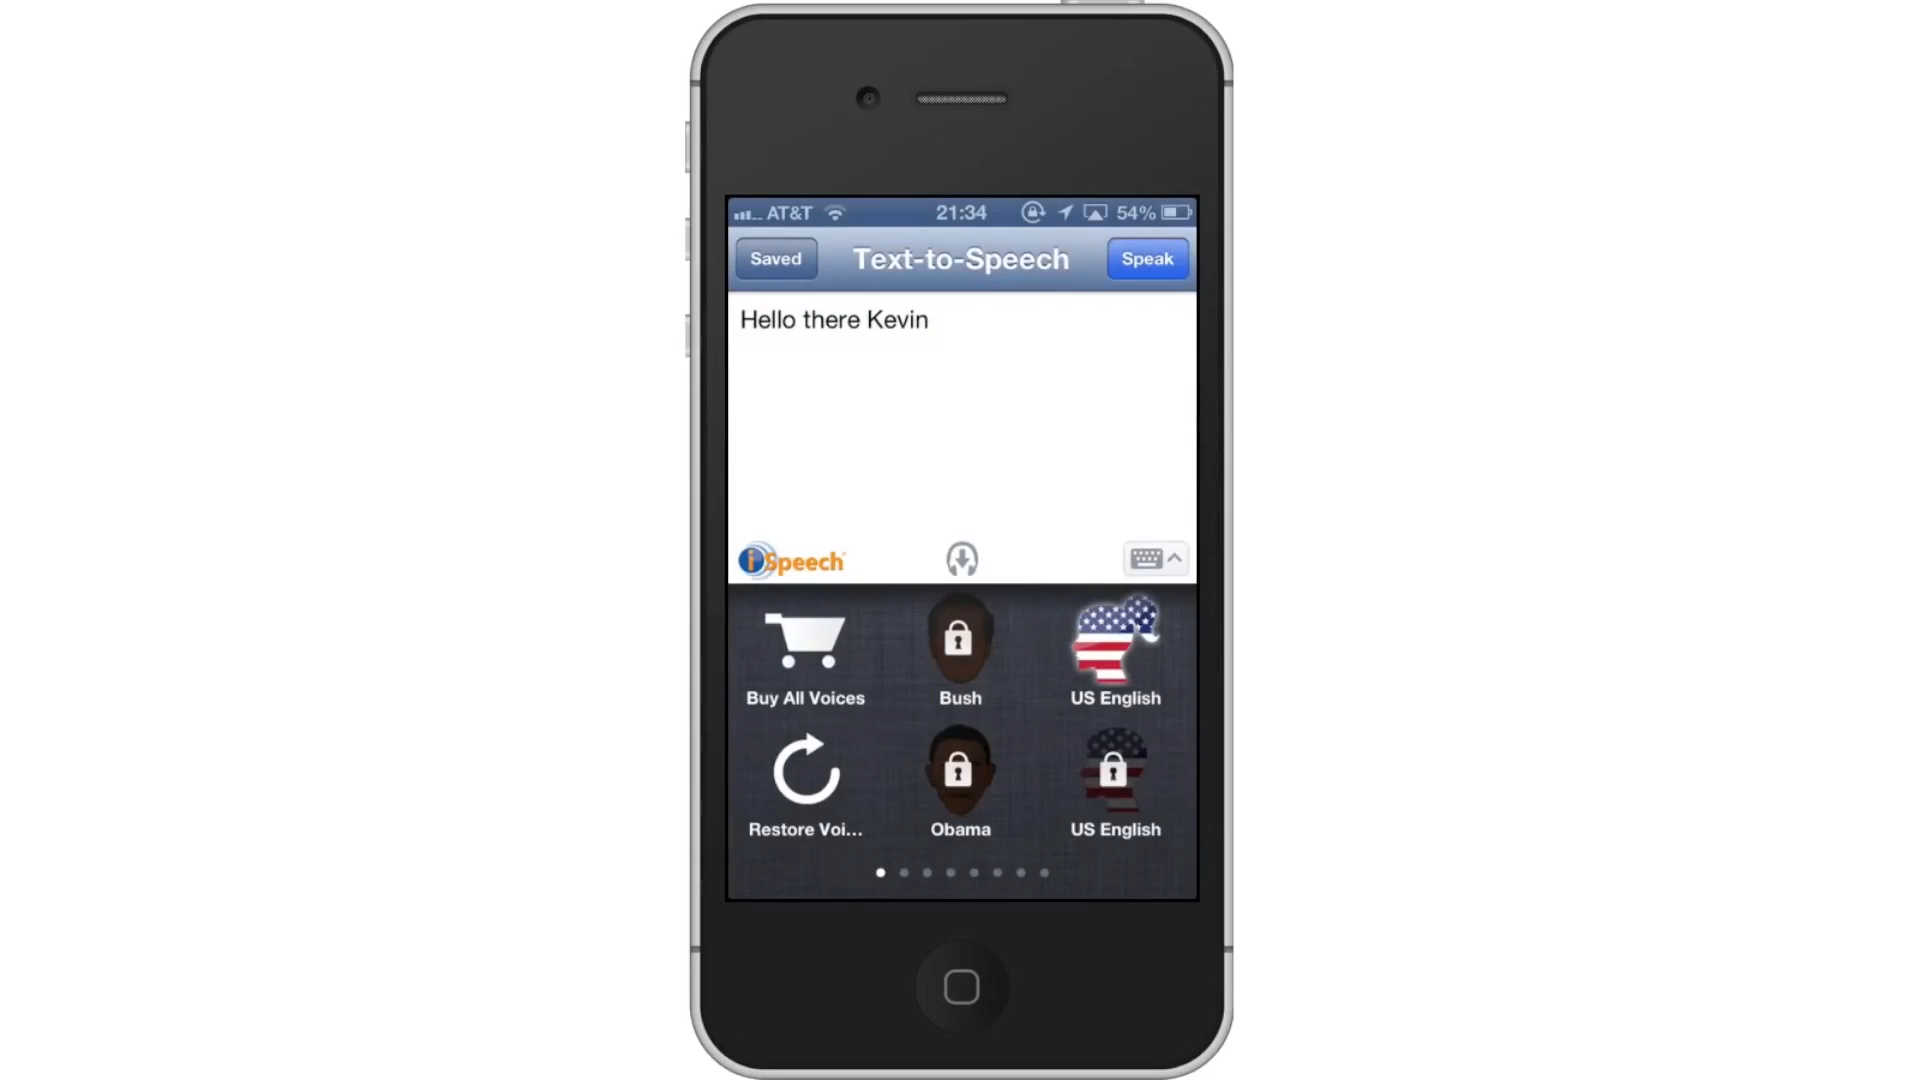 AT&T 21:34 54%
Saved Text-to-Speech Speak
Hello there Kevin
iSpeech
Buy All Voices Bush US English
Restore Voi... Obama US English